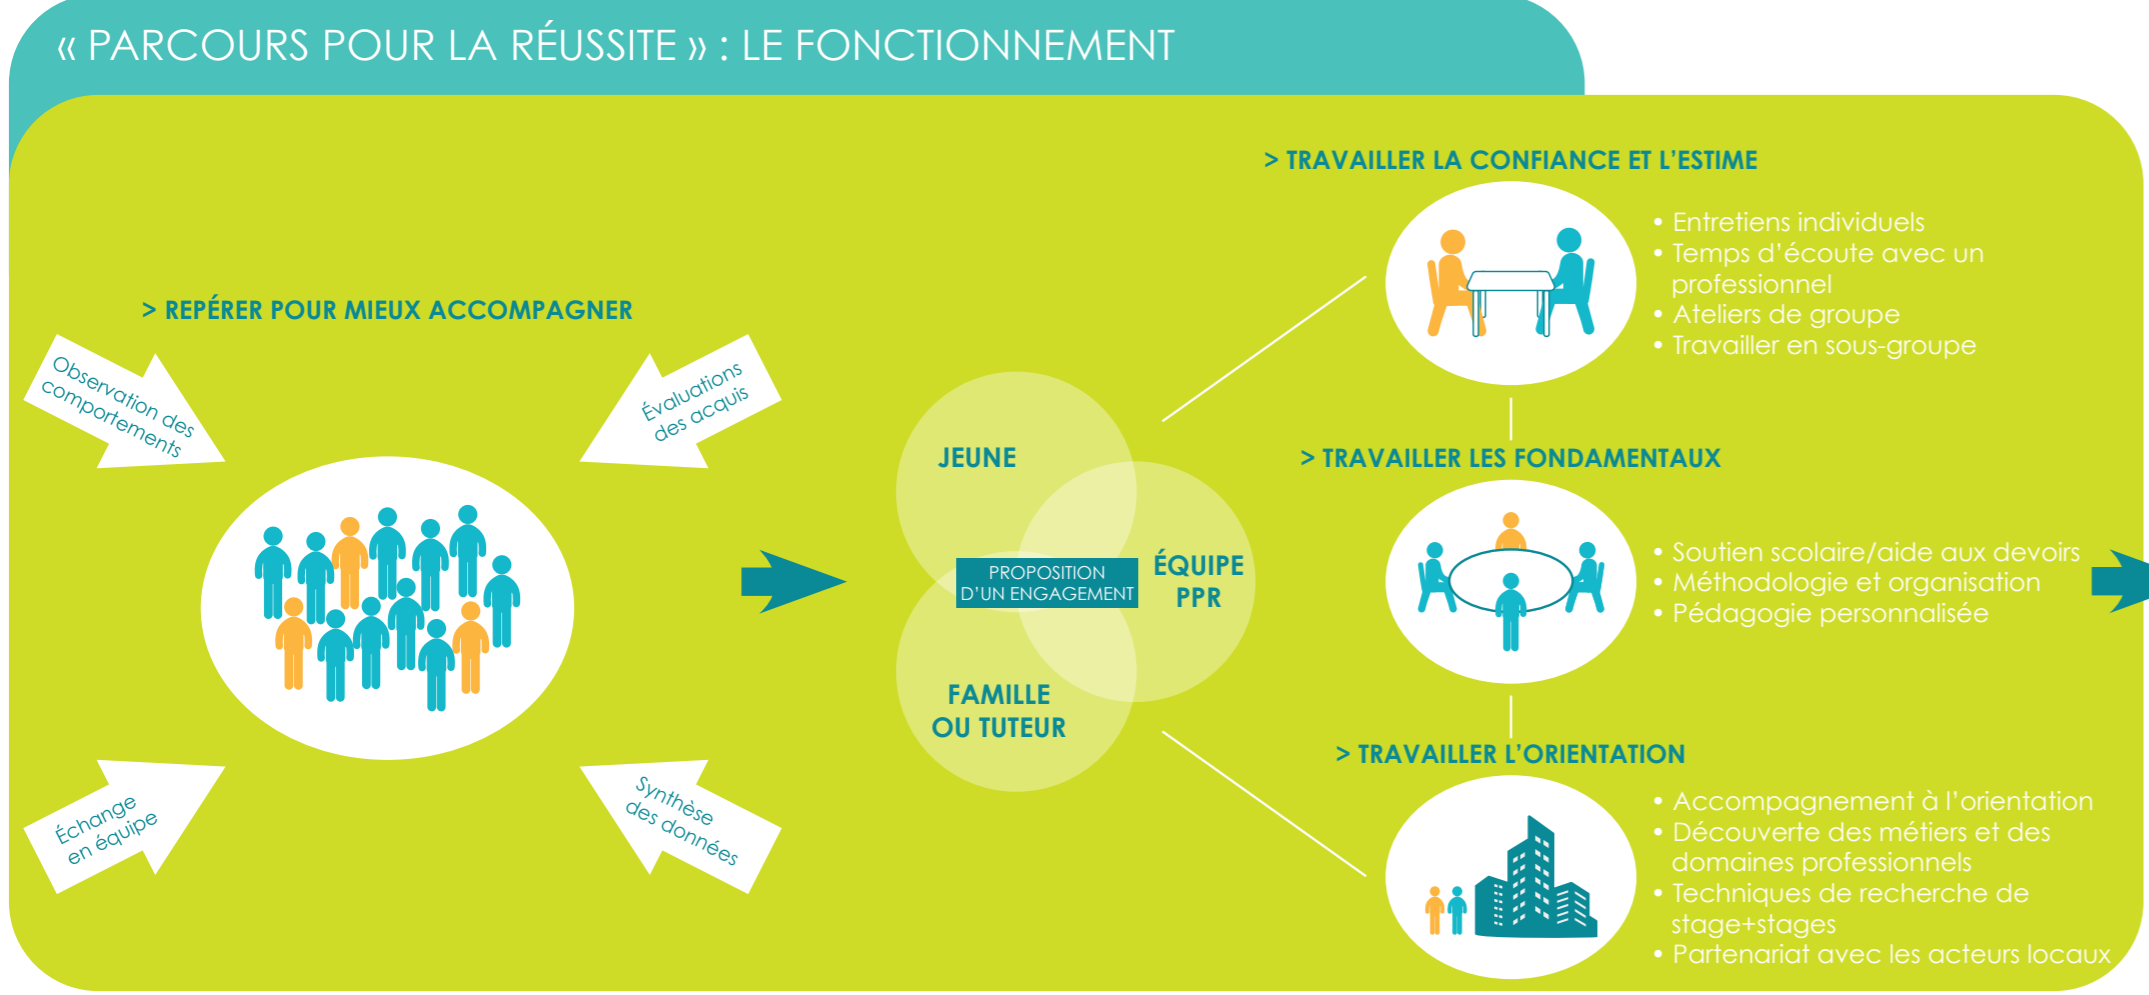 « PARCOURS POUR LA RÉUSSITE » : LE FONCTIONNEMENT
> REPÉRER POUR MIEUX ACCOMPAGNER
Observation des
comportements
Évaluations
des acquis
Échange
en équipe
Synthèse
des données
JEUNE
PROPOSITION
D’UN ENGAGEMENT
ÉQUIPE
PPR
FAMILLE
OU TUTEUR
> TRAVAILLER LA CONFIANCE ET L’ESTIME
• Entretiens individuels
• Temps d’écoute avec un
professionnel
• Ateliers de groupe
• Travailler en sous-groupe
> TRAVAILLER LES FONDAMENTAUX
• Soutien scolaire/aide aux devoirs
• Méthodologie et organisation
• Pédagogie personnalisée
> TRAVAILLER L’ORIENTATION
• Accompagnement à l’orientation
• Découverte des métiers et des
domaines professionnels
• Techniques de recherche de
stage+stages
• Partenariat avec les acteurs locaux